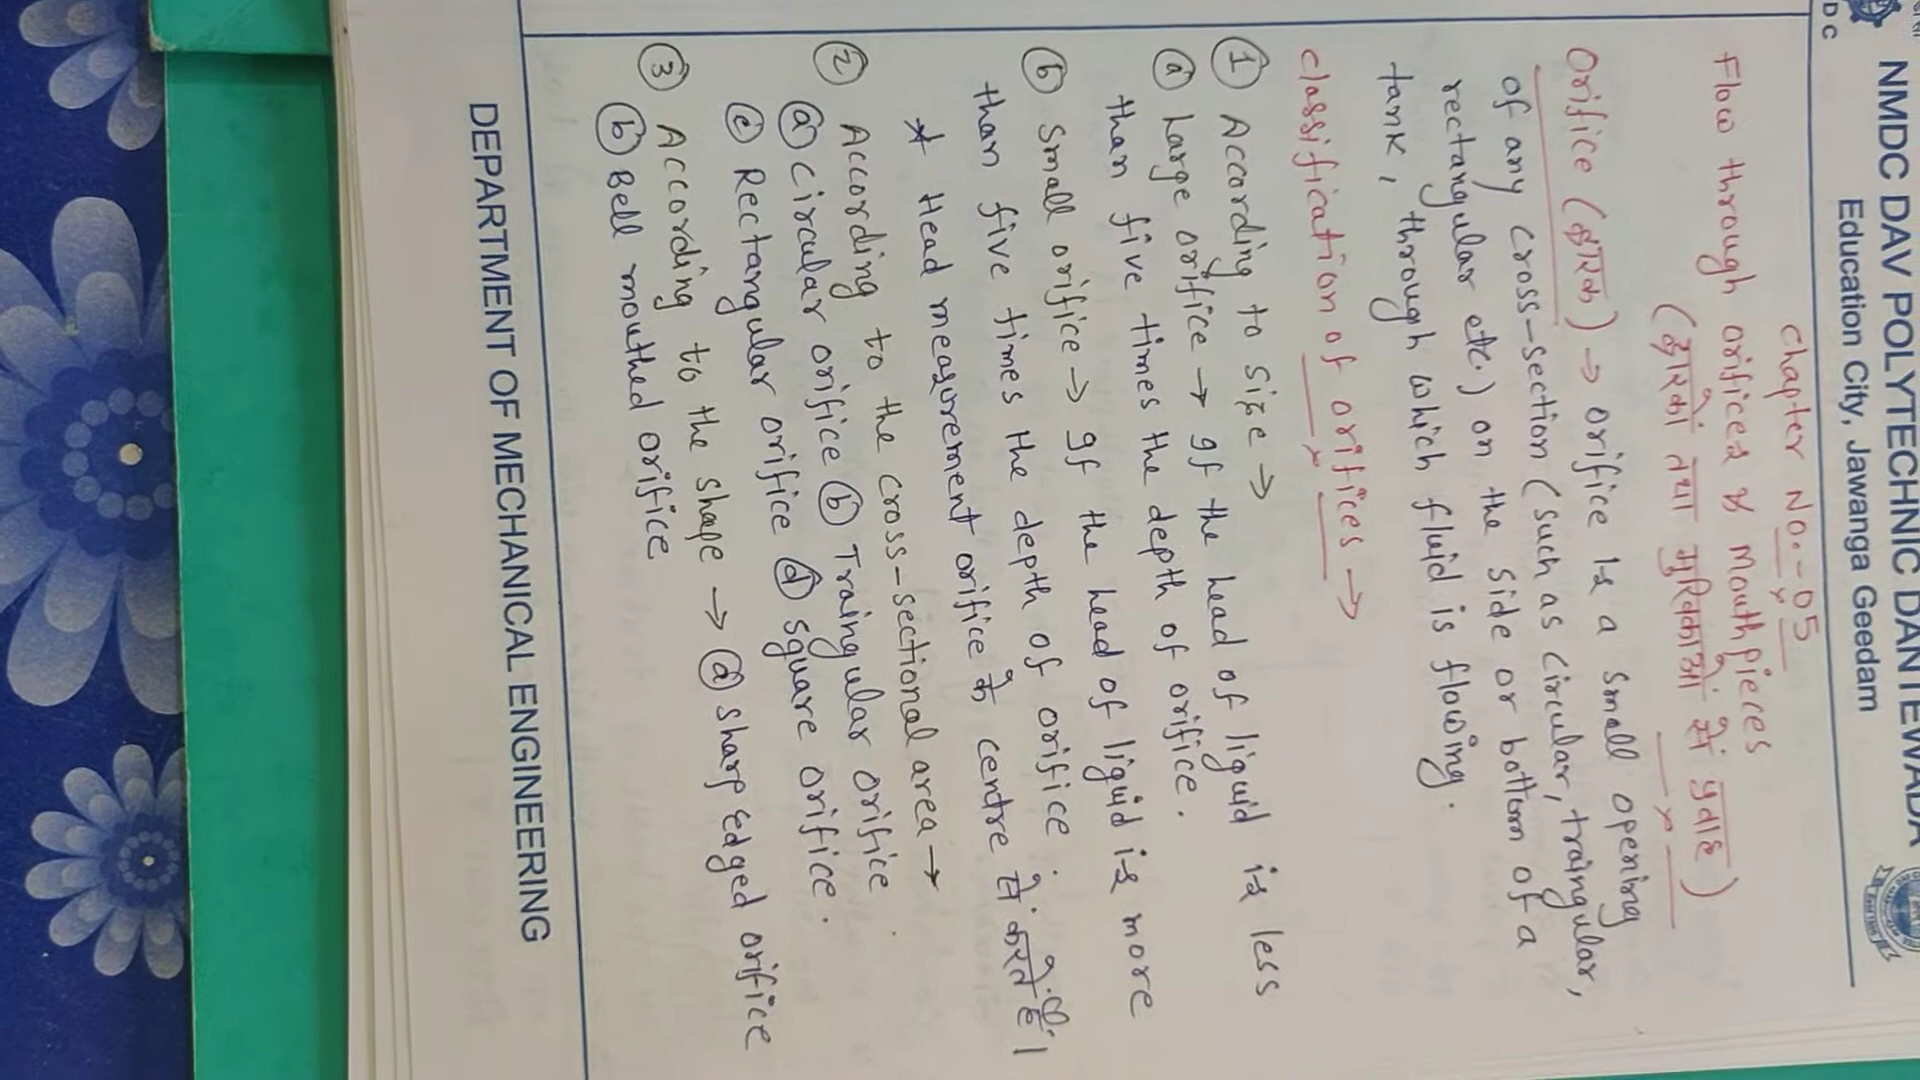 NMDC DAV POLYTECHNIC DANTEWADA
Education City, Jawanga Geedam
DC
Chapter No.-05
Flow through orifices & Mouthpieces
(द्वारकों तथा मुखिकाओं में प्रवाह)
Orifice (द्वारक) → orifice is a small opening
of any cross-section (such as circular, traingular,
rectangular etc.) on the side or bottom of a
tank, through which fluid is flowing.
Classification of orifices →
① According to size →
ⓐ Large orifice → If the head of liquid is less
than five times the depth of orifice.
ⓑ Small orifice → If the head of liquid is more
than five times the depth of orifice.
* Head measurement orifice के centre से करते हैं।
② According to the cross-sectional area →
ⓐ circular orifice ⓑ Traingular orifice
ⓒ Rectangular orifice ⓓ square orifice.
③ According to the shape → ⓐ sharp edged orifice
ⓑ Bell mouthed orifice
DEPARTMENT OF MECHANICAL ENGINEERING